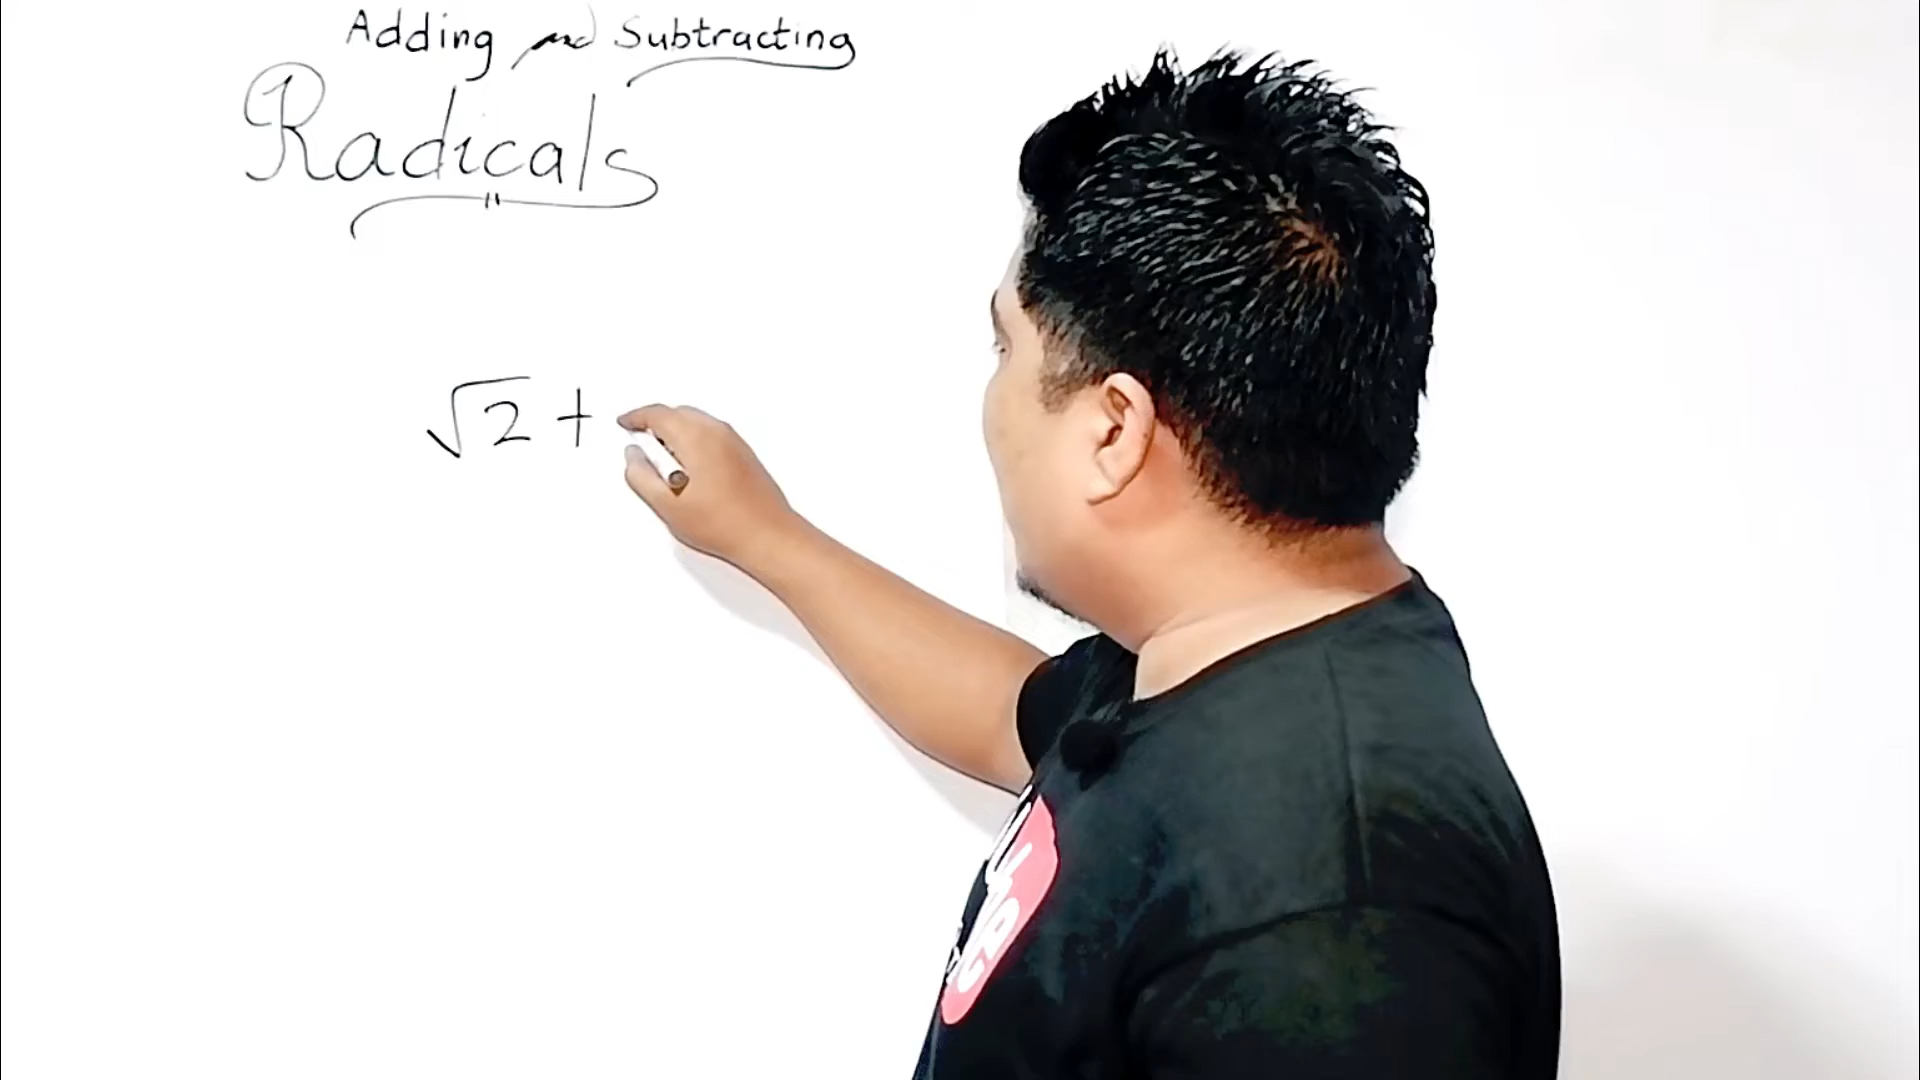 Adding and Subtracting
Radicals
√2 +